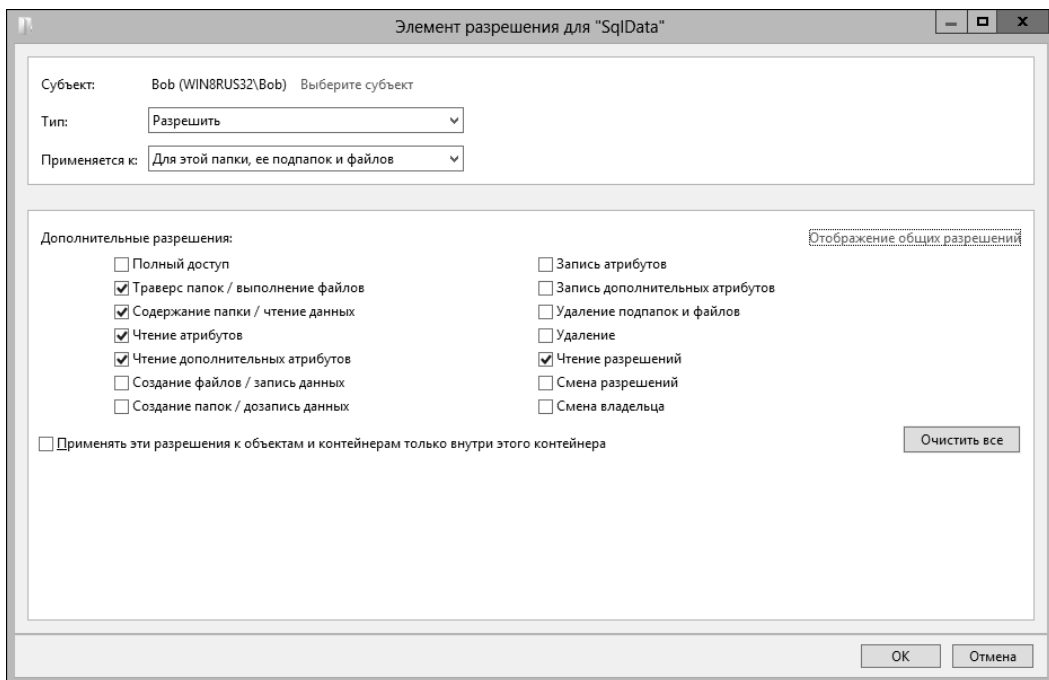 Элемент разрешения для "SqlData"
Субъект: Bob (WIN8RUS32\Bob) Выберите субъект
Тип: Разрешить
Применяется к: Для этой папки, ее подпапок и файлов
Дополнительные разрешения: Отображение общих разрешений
Полный доступ Запись атрибутов
Траверс папок / выполнение файлов Запись дополнительных атрибутов
Содержание папки / чтение данных Удаление подпапок и файлов
Чтение атрибутов Удаление
Чтение дополнительных атрибутов Чтение разрешений
Создание файлов / запись данных Смена разрешений
Создание папок / дозапись данных Смена владельца
Применять эти разрешения к объектам и контейнерам только внутри этого контейнера Очистить все
OK Отмена